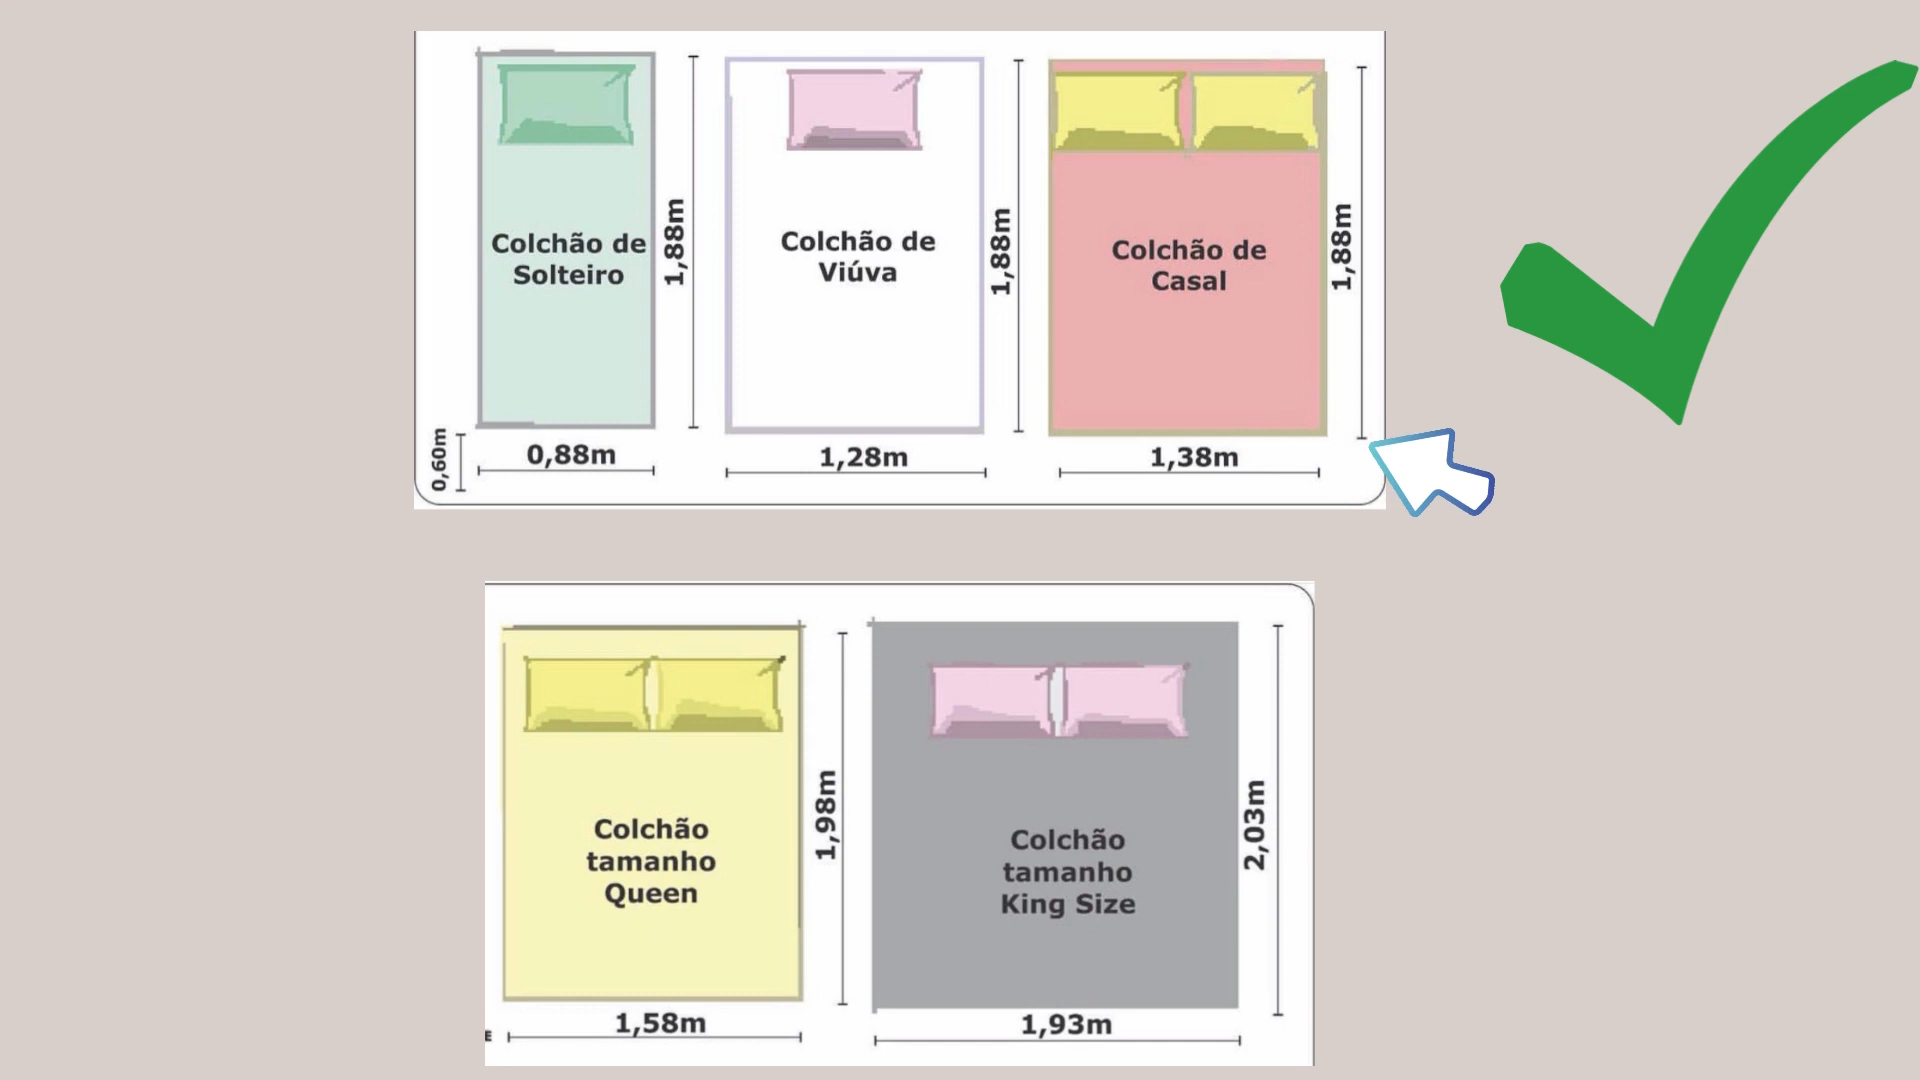 Colchão de
Solteiro
1,88m
0,60m
0,88m
Colchão de
Viúva
1,88m
1,28m
Colchão de
Casal
1,88m
1,38m
Colchão
tamanho
Queen
1,98m
1,58m
Colchão
tamanho
King Size
2,03m
1,93m